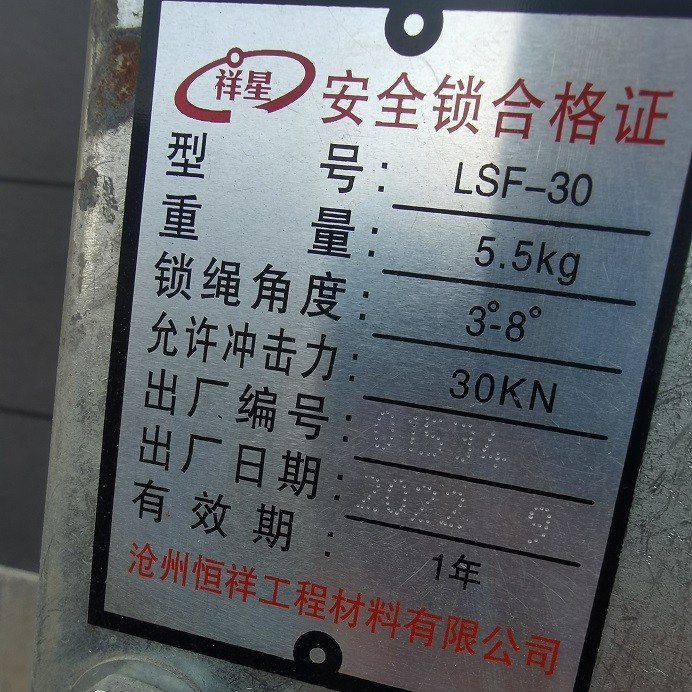 祥星 安全锁合格证
型号: LSF-30
重量: 5.5kg
锁绳角度: 3°-8°
允许冲击力: 30KN
出厂编号: 01534
出厂日期: 2022 9
有效期: 1年
沧州恒祥工程材料有限公司